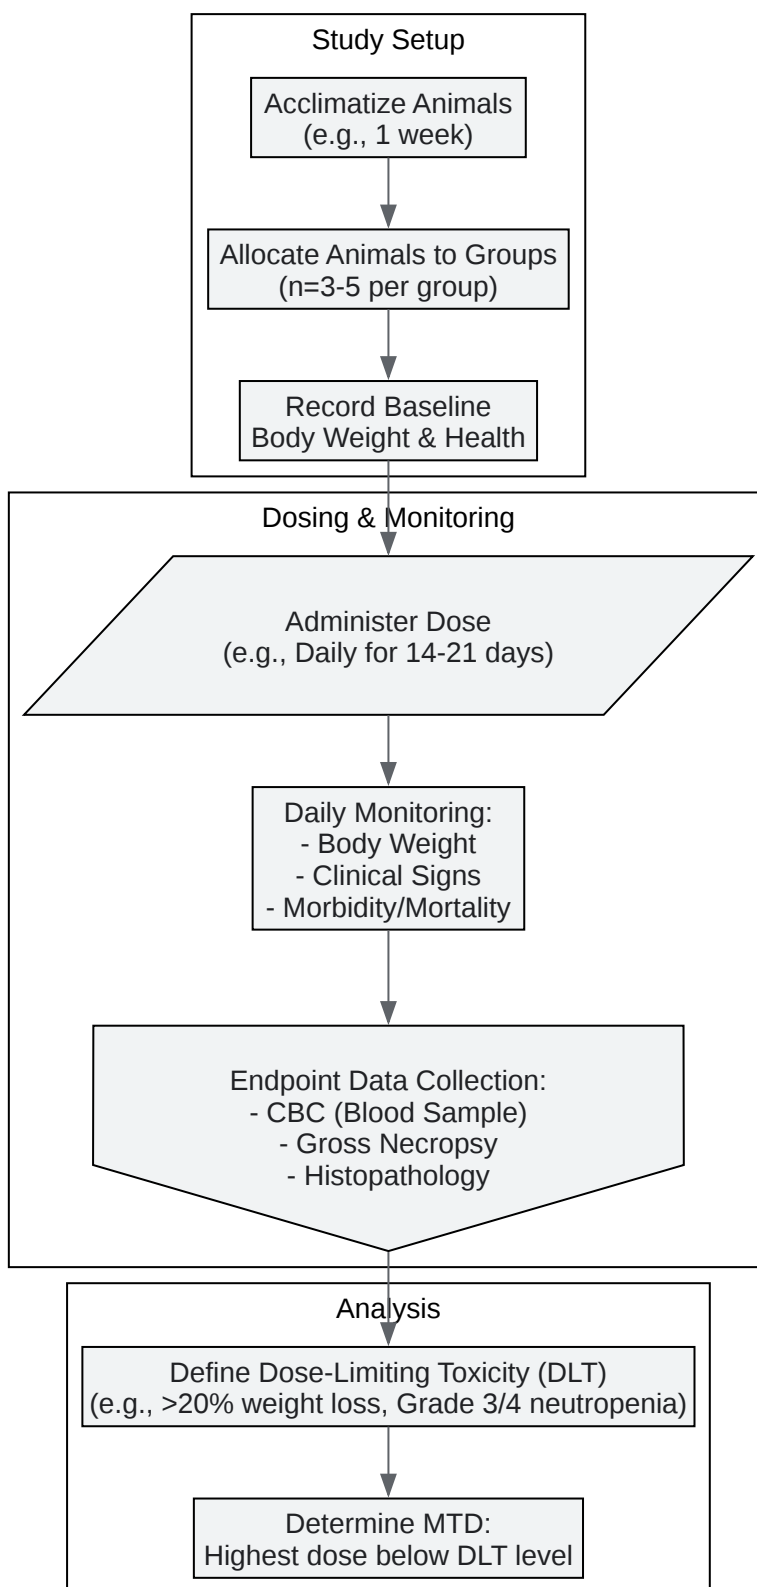 Study Setup
Acclimatize Animals
(e.g., 1 week)
Allocate Animals to Groups
(n=3-5 per group)
Record Baseline
Body Weight & Health
Dosing & Monitoring
Administer Dose
(e.g., Daily for 14-21 days)
Daily Monitoring:
- Body Weight
- Clinical Signs
- Morbidity/Mortality
Endpoint Data Collection:
- CBC (Blood Sample)
- Gross Necropsy
- Histopathology
Analysis
Define Dose-Limiting Toxicity (DLT)
(e.g., >20% weight loss, Grade 3/4 neutropenia)
Determine MTD:
Highest dose below DLT level